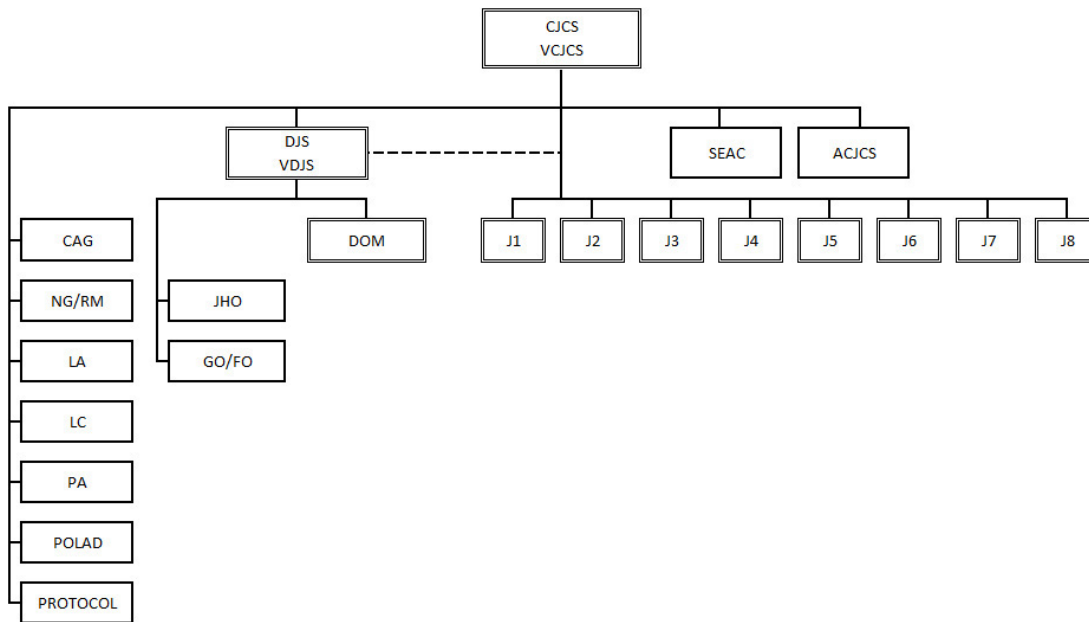 CJCS
VCJCS
DJS
VDJS
SEAC
ACJCS
CAG
DOM
J1
J2
J3
J4
J5
J6
J7
J8
NG/RM
JHO
LA
GO/FO
LC
PA
POLAD
PROTOCOL